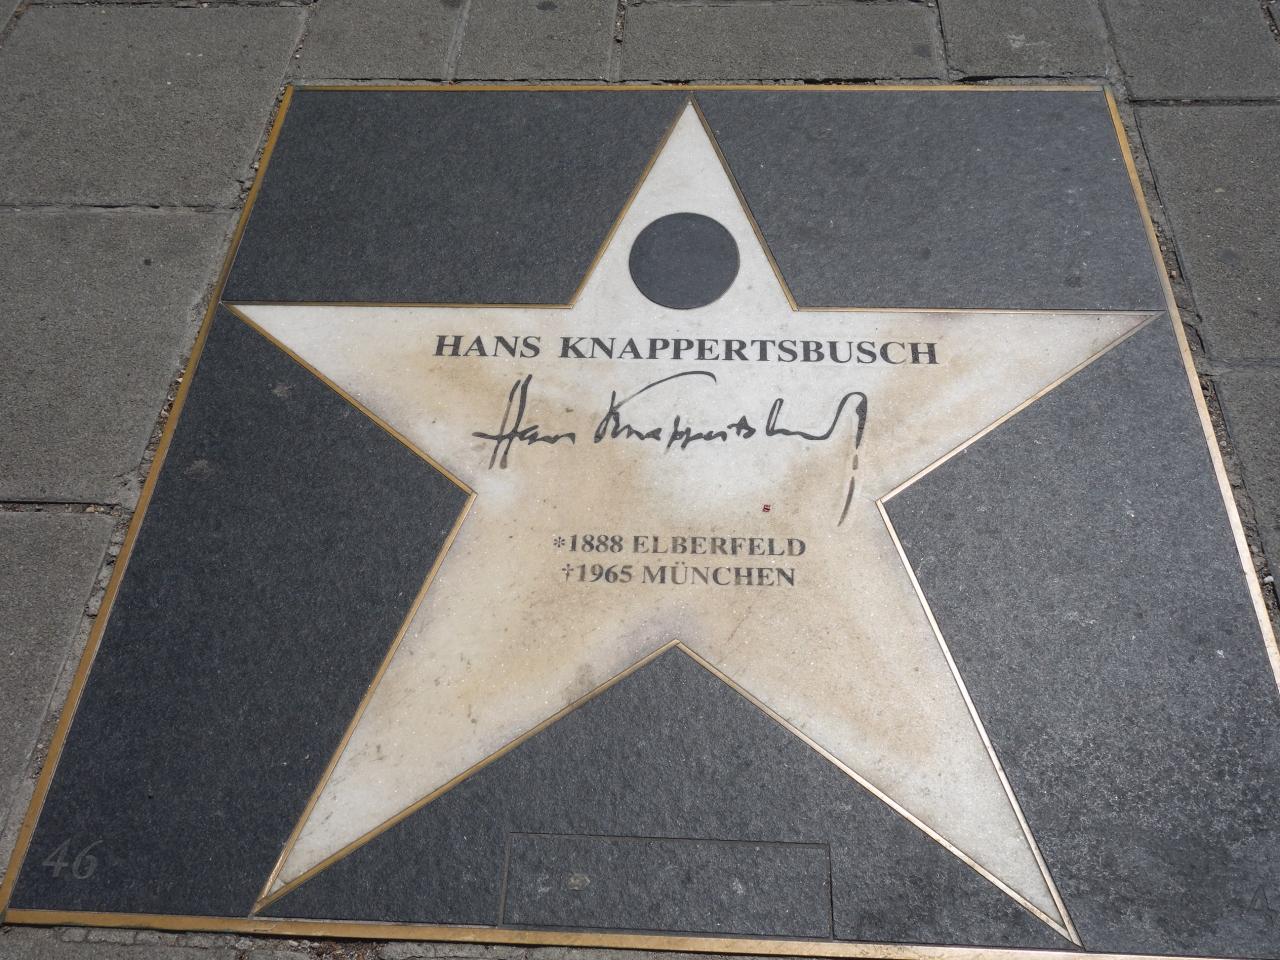 HANS KNAPPERTSBUSCH
Hans Knappertsbusch
*1888 ELBERFELD
†1965 MÜNCHEN
46